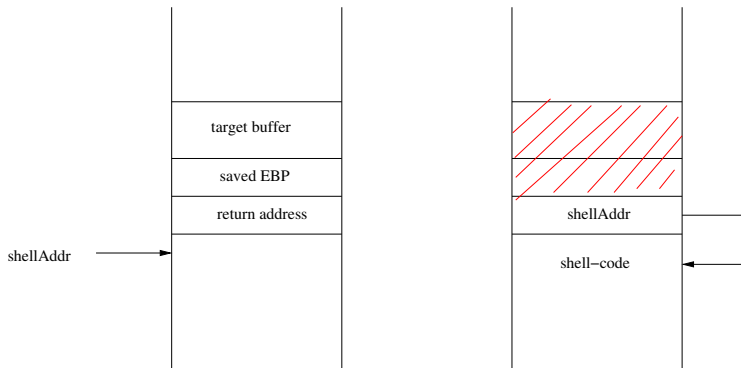 target buffer
saved EBP
return address
shellAddr
shellAddr
shell−code